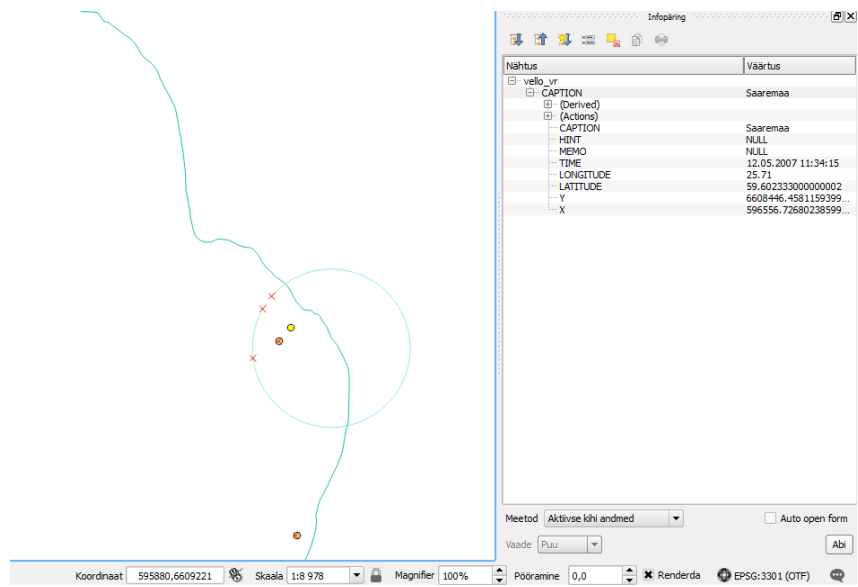 Infopäring
Nähtus Väärtus
vello_vr
CAPTION Saaremaa
(Derived)
(Actions)
CAPTION Saaremaa
HINT NULL
MEMO NULL
TIME 12.05.2007 11:34:15
LONGITUDE 25.71
LATITUDE 59.602333000000002
Y 6608446.4581159399...
X 596556.72680238599...
Meetod Aktiivse kihi andmed Auto open form
Vaade Puu Abi
Koordinaat 595880,6609221 Skaala 1:8 978 Magnifier 100% Pööramine 0,0 Renderda EPSG:3301 (OTF)